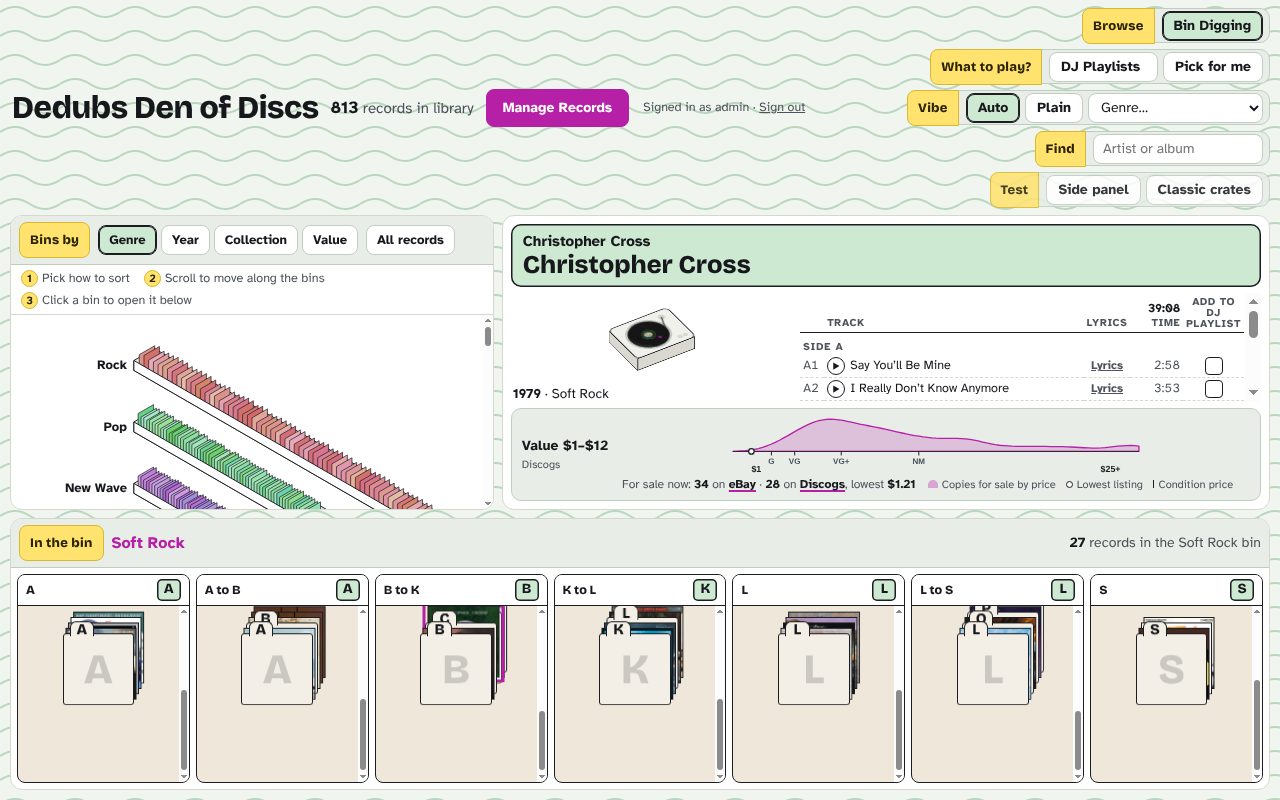 Browse Bin Digging
What to play? DJ Playlists Pick for me
Dedubs Den of Discs 813 records in library Manage Records Signed in as admin · Sign out
Vibe Auto Plain Genre...
Find Artist or album
Test Side panel Classic crates
Bins by Genre Year Collection Value All records
1 Pick how to sort 2 Scroll to move along the bins
3 Click a bin to open it below
Rock
Pop
New Wave
Christopher Cross
Christopher Cross
1979 · Soft Rock
39:08 ADD TO DJ
TRACK LYRICS TIME PLAYLIST
SIDE A
A1 Say You’ll Be Mine Lyrics 2:58
A2 I Really Don’t Know Anymore Lyrics 3:53
Value $1–$12
Discogs
G VG VG+ NM
$1 $25+
For sale now: 34 on eBay · 28 on Discogs, lowest $1.21 Copies for sale by price Lowest listing Condition price
In the bin Soft Rock 27 records in the Soft Rock bin
A A A to B A B to K B K to L K L L L to S L S S
B C L
A A B K L O S
A A B K L L S